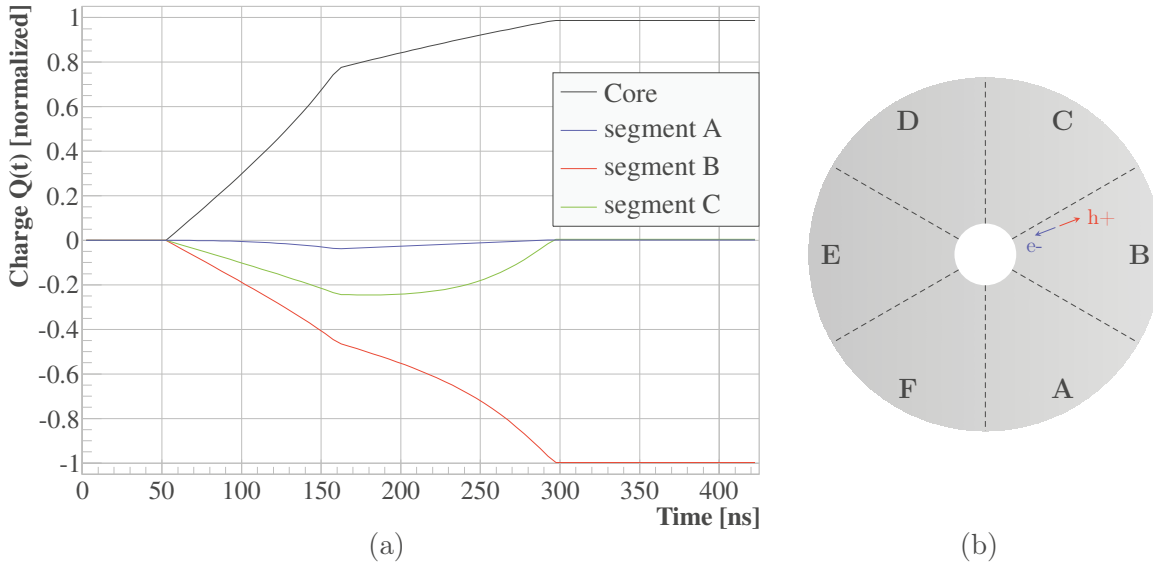 Charge Q(t) [normalized]
1
0.8
0.6
0.4
0.2
0
-0.2
-0.4
-0.6
-0.8
-1
0 50 100 150 200 250 300 350 400
Time [ns]
Core
segment A
segment B
segment C
(a)
D C
h+
e-
E B
F A
(b)